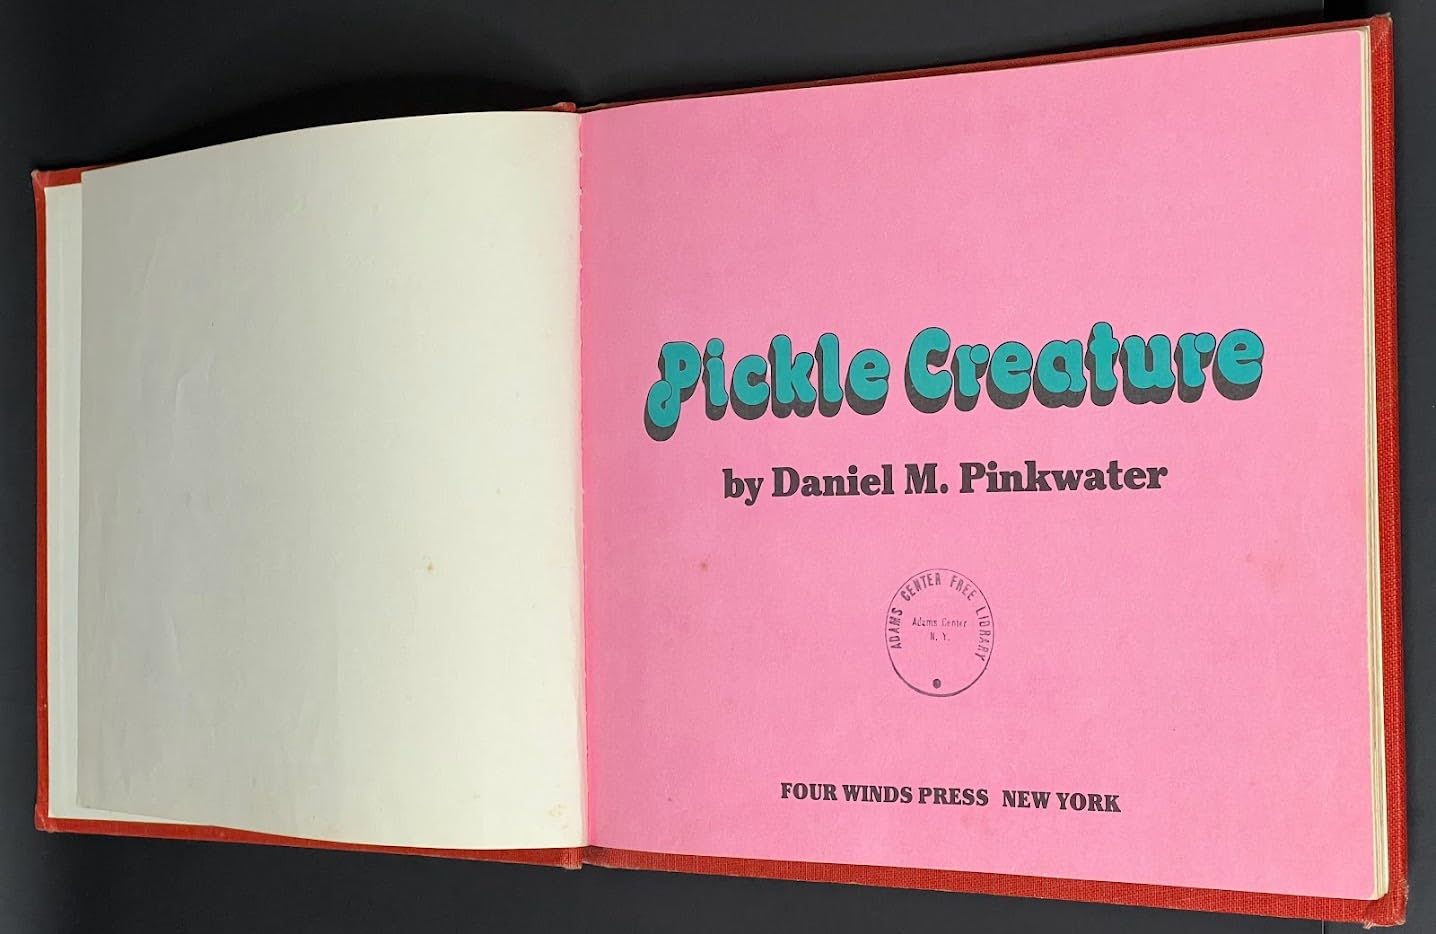 Pickle Creature
by Daniel M. Pinkwater
ADAMS CENTER FREE LIBRARY
Adams Center
N. Y.
FOUR WINDS PRESS NEW YORK